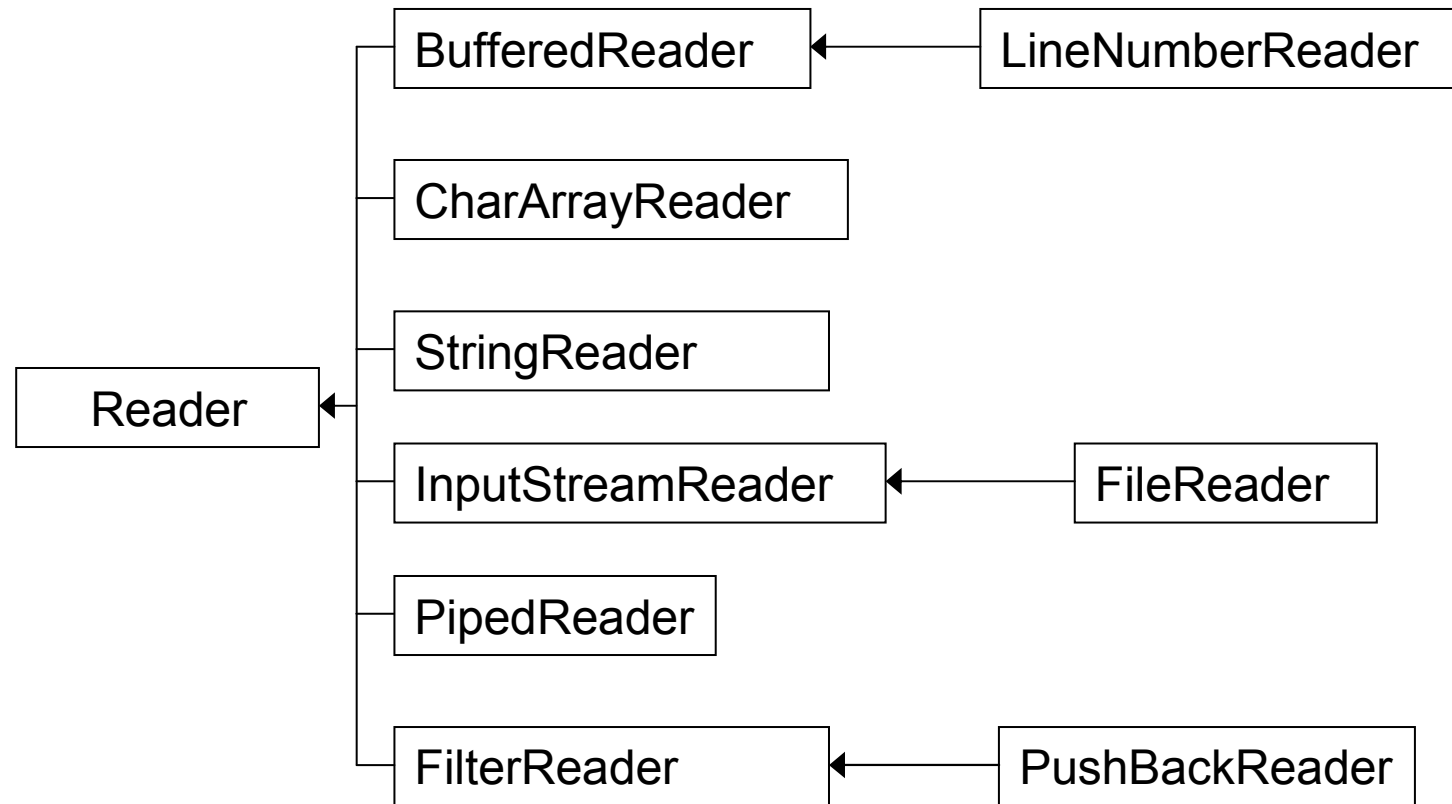 BufferedReader
LineNumberReader
CharArrayReader
StringReader
Reader
InputStreamReader
FileReader
PipedReader
FilterReader
PushBackReader